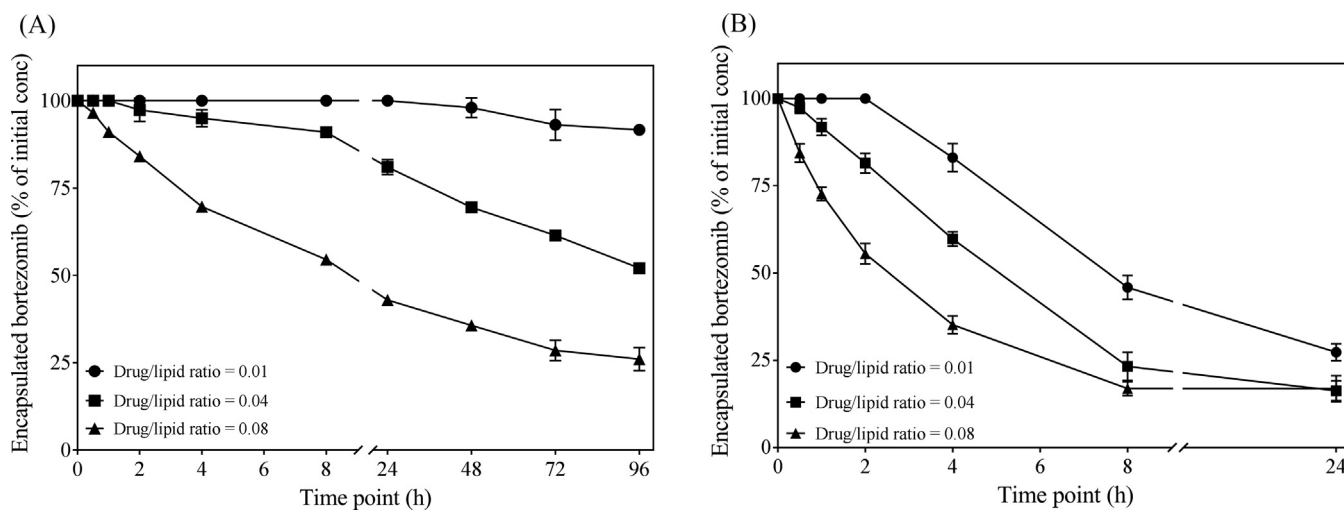 (A)
Encapsulated bortezomib (% of initial conc)
100
75
50
25
0
Drug/lipid ratio = 0.01
Drug/lipid ratio = 0.04
Drug/lipid ratio = 0.08
0 2 4 6 8 24 48 72 96
Time point (h)
(B)
Encapsulated bortezomib (% of initial conc)
100
75
50
25
0
Drug/lipid ratio = 0.01
Drug/lipid ratio = 0.04
Drug/lipid ratio = 0.08
0 2 4 6 8 24
Time point (h)